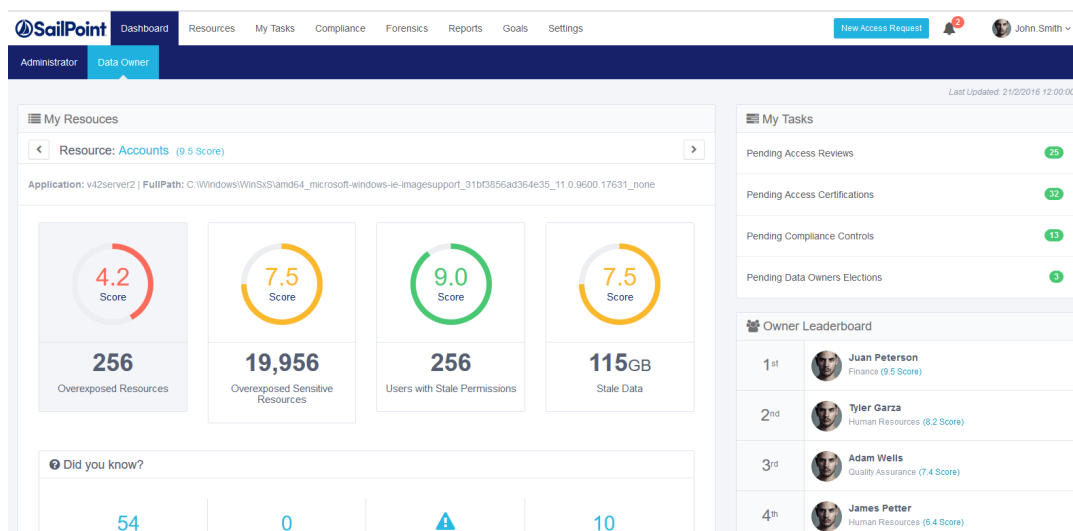 SailPoint
Dashboard Resources My Tasks Compliance Forensics Reports Goals Settings
New Access Request
2
John.Smith
Administrator Data Owner
Last Updated: 21/2/2016 12:00:00
My Resouces
Resource: Accounts (9.5 Score)
Application: v42server2 | FullPath: C:\Windows\WinSxS\amd64_microsoft-windows-ie-imagesupport_31bf3856ad364e35_11.0.9600.17631_none
4.2
Score
256
Overexposed Resources
7.5
Score
19,956
Overexposed Sensitive
Resources
9.0
Score
256
Users with Stale Permissions
7.5
Score
115GB
Stale Data
Did you know?
54 0 10
My Tasks
Pending Access Reviews 25
Pending Access Certifications 32
Pending Compliance Controls 13
Pending Data Owners Elections 3
Owner Leaderboard
1st
Juan Peterson
Finance (9.5 Score)
2nd
Tyler Garza
Human Resources (8.2 Score)
3rd
Adam Wells
Quality Assurance (7.4 Score)
4th
James Petter
Human Resources (6.4 Score)